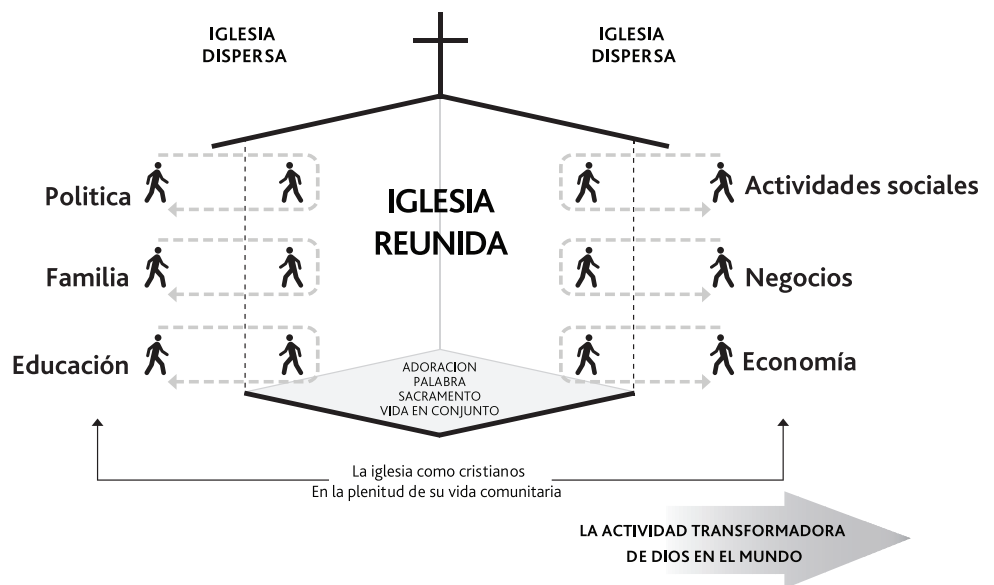 IGLESIA
DISPERSA
IGLESIA
DISPERSA
Politica
IGLESIA
REUNIDA
Actividades sociales
Familia
Negocios
Educación
Economía
ADORACION
PALABRA
SACRAMENTO
VIDA EN CONJUNTO
La iglesia como cristianos
En la plenitud de su vida comunitaria
LA ACTIVIDAD TRANSFORMADORA
DE DIOS EN EL MUNDO